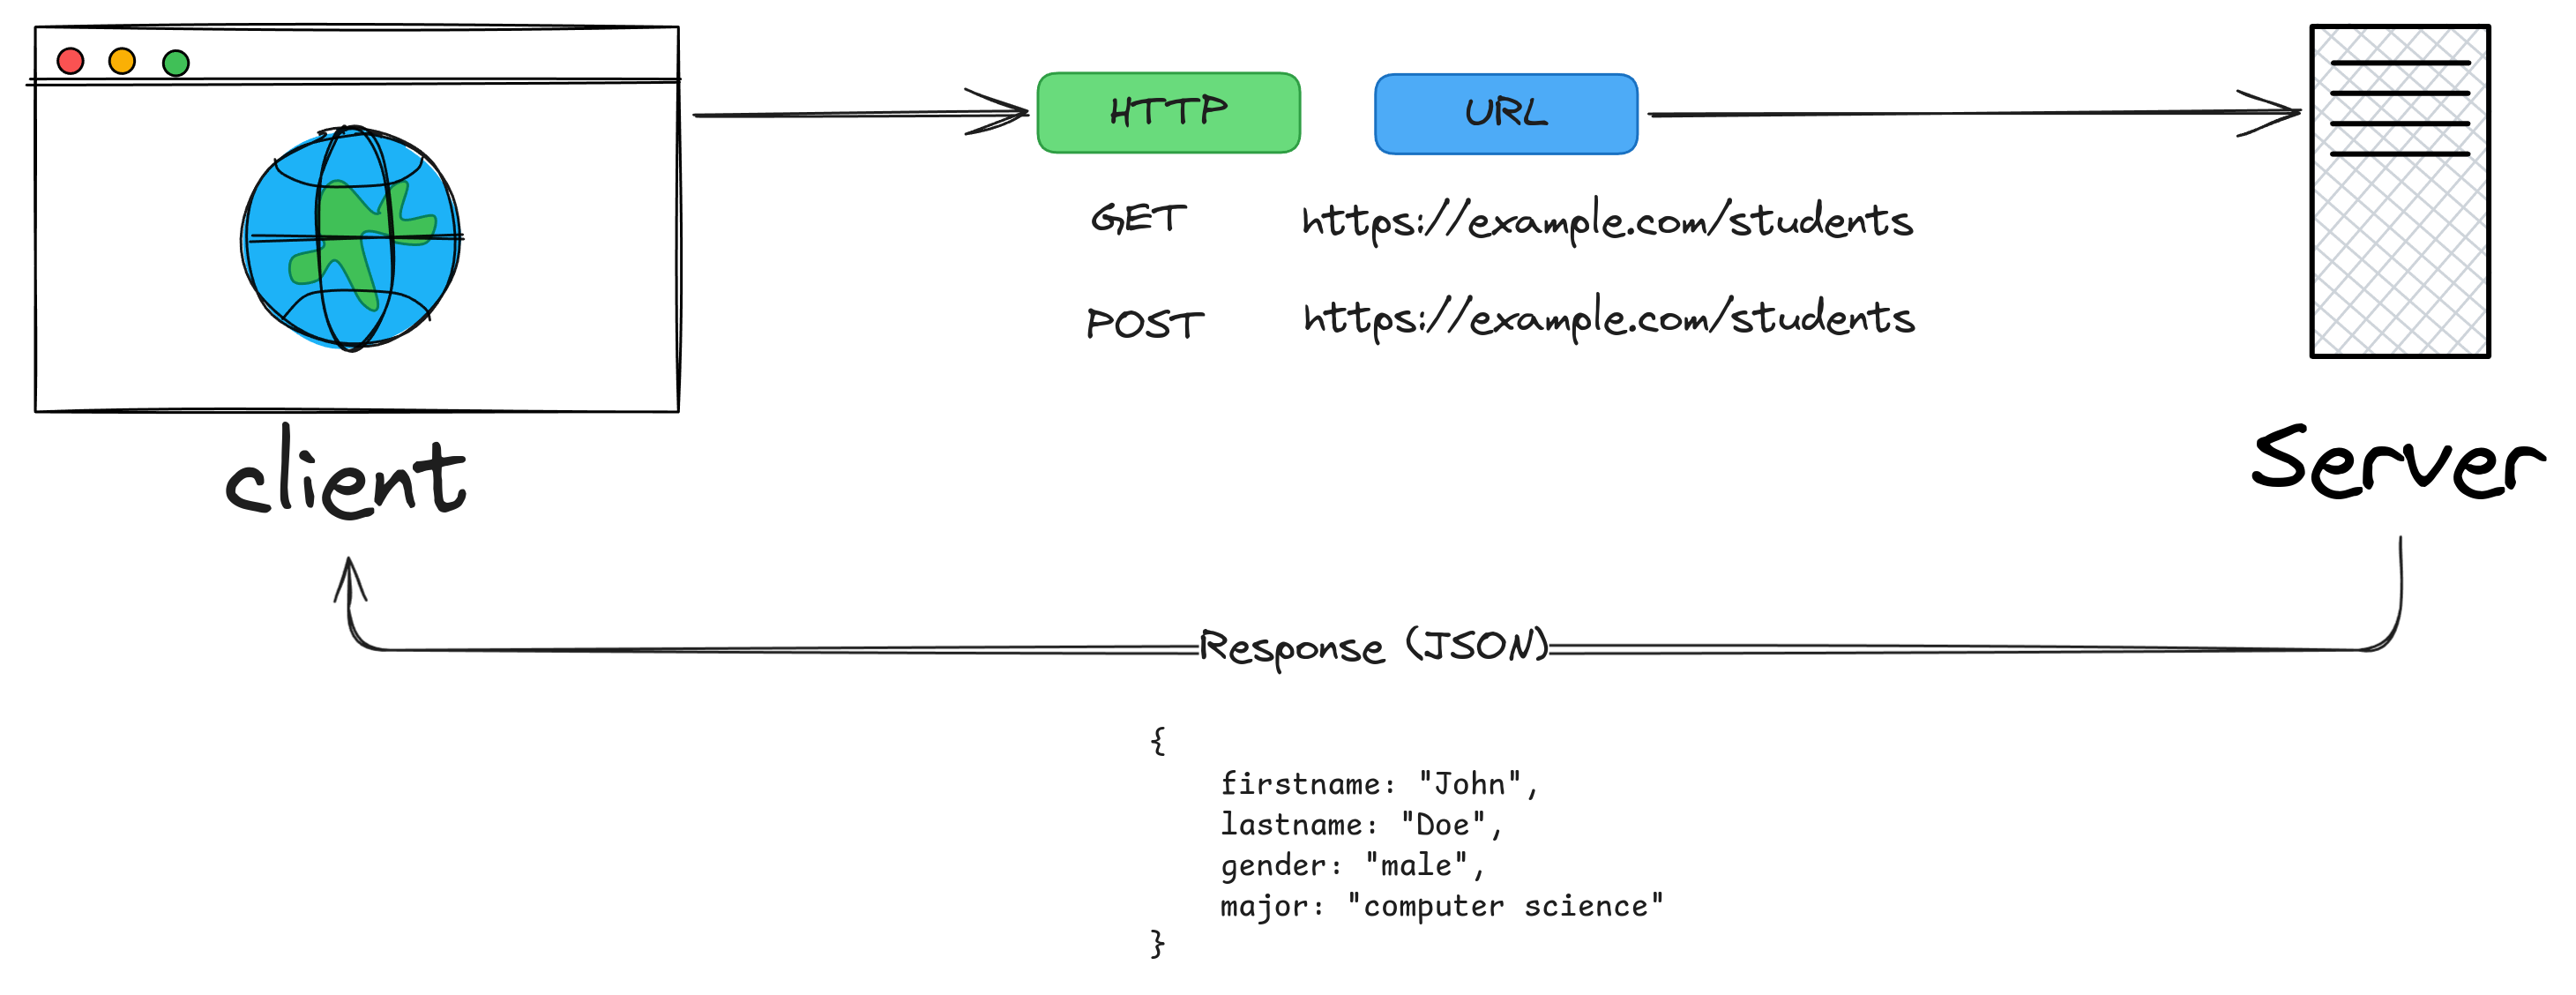 HTTP
URL
GET https://example.com/students
POST https://example.com/students
client
Server
Response (JSON)
{
firstname: "John",
lastname: "Doe",
gender: "male",
major: "computer science"
}